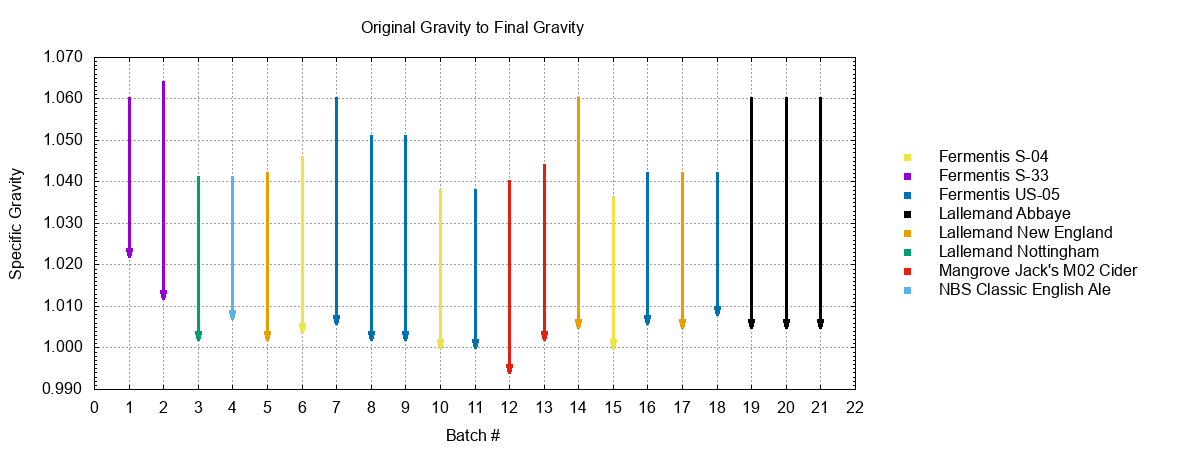 Original Gravity to Final Gravity
1.070
1.060
1.050
1.040
1.030
1.020
1.010
1.000
0.990
Specific Gravity
0 1 2 3 4 5 6 7 8 9 10 11 12 13 14 15 16 17 18 19 20 21 22
Batch #
Fermentis S-04
Fermentis S-33
Fermentis US-05
Lallemand Abbaye
Lallemand New England
Lallemand Nottingham
Mangrove Jack's M02 Cider
NBS Classic English Ale